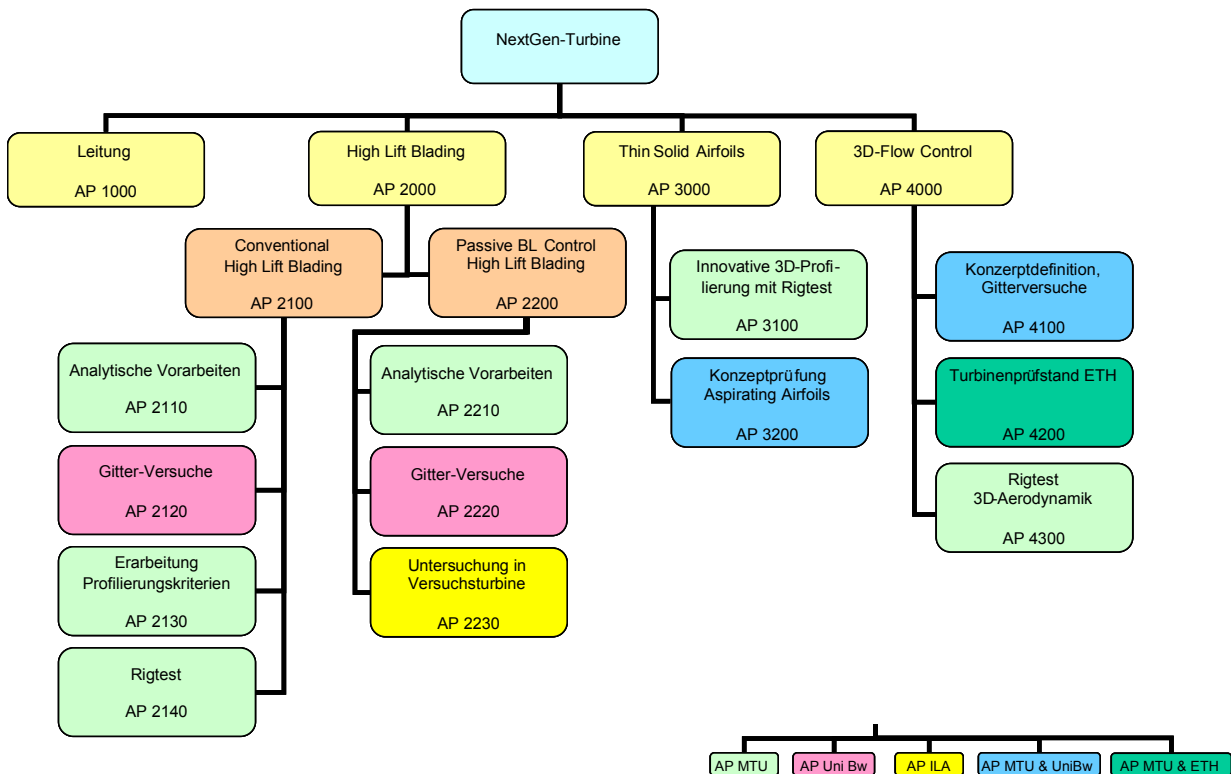 NextGen-Turbine
Leitung
AP 1000
High Lift Blading
AP 2000
Thin Solid Airfoils
AP 3000
3D-Flow Control
AP 4000
Conventional
High Lift Blading
AP 2100
Passive BL Control
High Lift Blading
AP 2200
Innovative 3D-Profi-
lierung mit Rigtest
AP 3100
Konzeptdefinition,
Gitterversuche
AP 4100
Analytische Vorarbeiten
AP 2110
Analytische Vorarbeiten
AP 2210
Konzeptprüfung
Aspirating Airfoils
AP 3200
Turbinenprüfstand ETH
AP 4200
Gitter-Versuche
AP 2120
Gitter-Versuche
AP 2220
Rigtest
3D-Aerodynamik
AP 4300
Erarbeitung
Profilierungskriterien
AP 2130
Untersuchung in
Versuchsturbine
AP 2230
Rigtest
AP 2140
AP MTU
AP Uni Bw
AP ILA
AP MTU & UniBw
AP MTU & ETH